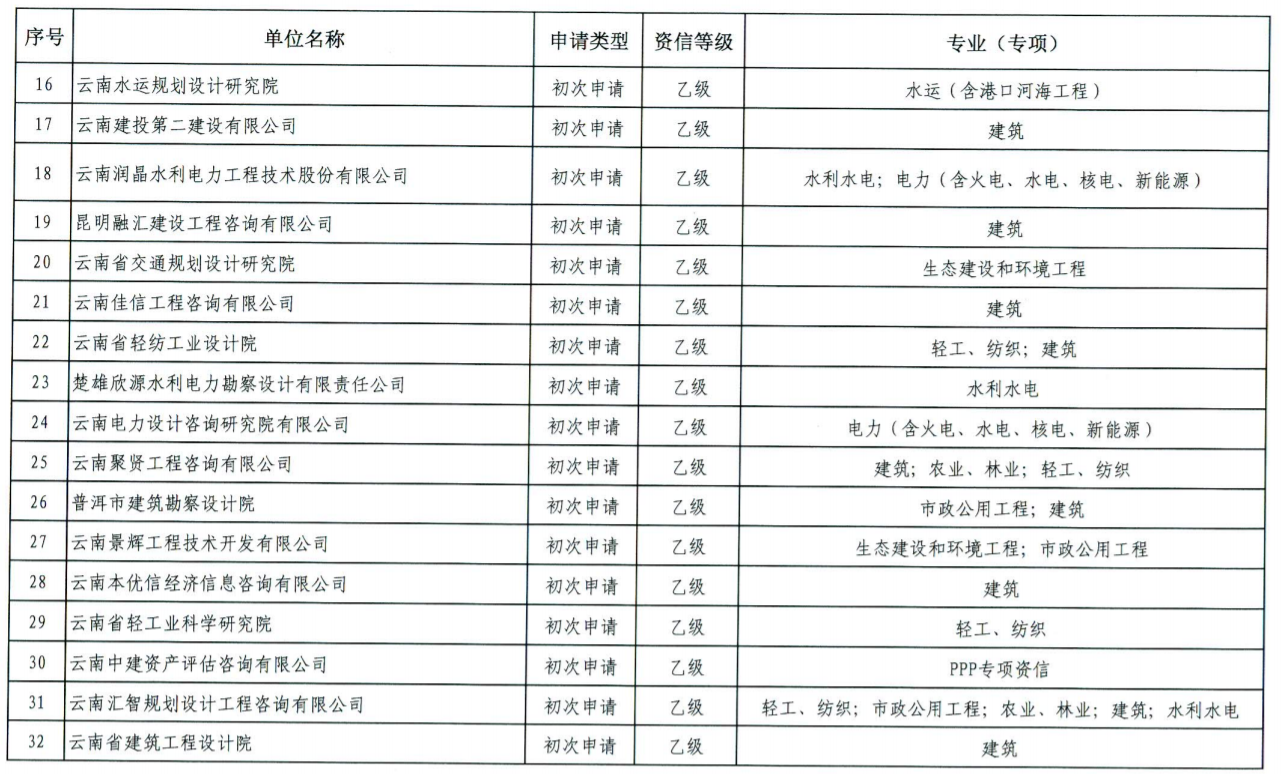 序号 单位名称 申请类型 资信等级 专业（专项）
16 云南水运规划设计研究院 初次申请 乙级 水运（含港口河海工程）
17 云南建投第二建设有限公司 初次申请 乙级 建筑
18 云南润晶水利电力工程技术股份有限公司 初次申请 乙级 水利水电；电力（含火电、水电、核电、新能源）
19 昆明融汇建设工程咨询有限公司 初次申请 乙级 建筑
20 云南省交通规划设计研究院 初次申请 乙级 生态建设和环境工程
21 云南佳信工程咨询有限公司 初次申请 乙级 建筑
22 云南省轻纺工业设计院 初次申请 乙级 轻工、纺织；建筑
23 楚雄欣源水利电力勘察设计有限责任公司 初次申请 乙级 水利水电
24 云南电力设计咨询研究院有限公司 初次申请 乙级 电力（含火电、水电、核电、新能源）
25 云南聚贤工程咨询有限公司 初次申请 乙级 建筑；农业、林业；轻工、纺织
26 普洱市建筑勘察设计院 初次申请 乙级 市政公用工程；建筑
27 云南景辉工程技术开发有限公司 初次申请 乙级 生态建设和环境工程；市政公用工程
28 云南本优信经济信息咨询有限公司 初次申请 乙级 建筑
29 云南省轻工业科学研究院 初次申请 乙级 轻工、纺织
30 云南中建资产评估咨询有限公司 初次申请 乙级 PPP专项资信
31 云南汇智规划设计工程咨询有限公司 初次申请 乙级 轻工、纺织；市政公用工程；农业、林业；建筑；水利水电
32 云南省建筑工程设计院 初次申请 乙级 建筑